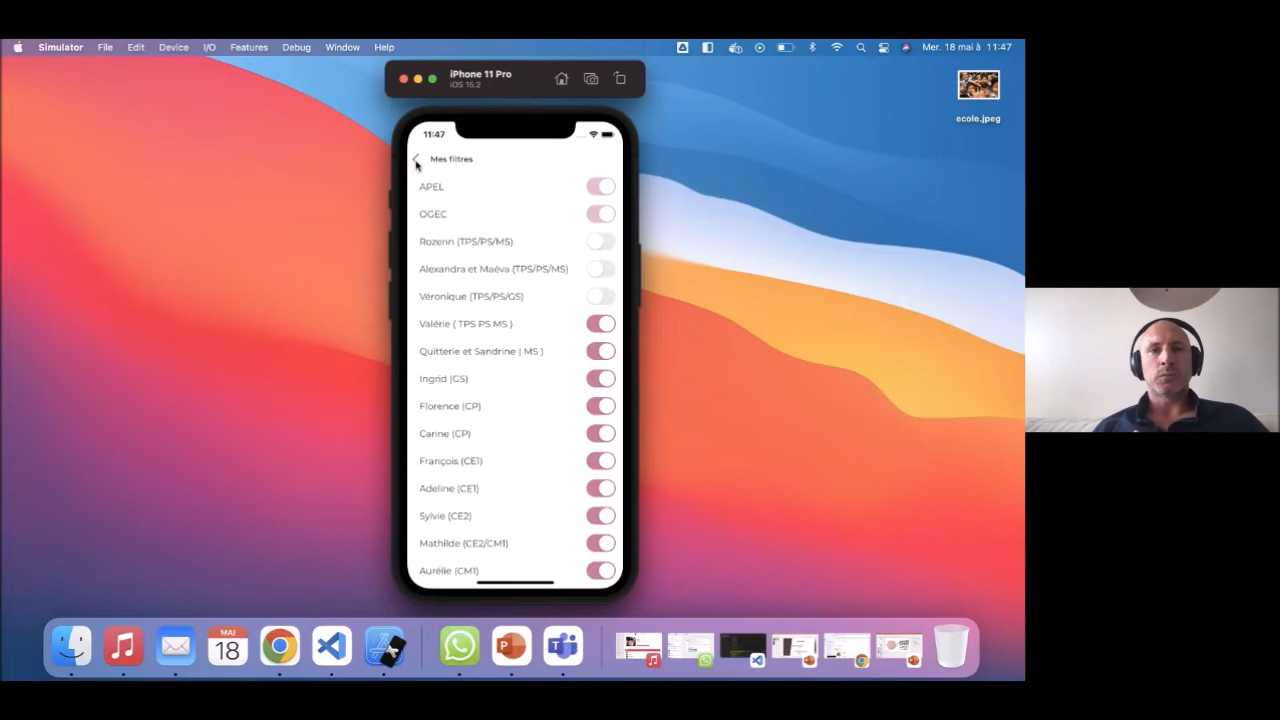 Simulator File Edit Device I/O Features Debug Window Help Mer. 18 mai à 11:47
iPhone 11 Pro
iOS 15.2
ecole.jpeg
11:47
Mes filtres
APEL
OGEC
Rozenn (TPS/PS/MS)
Alexandra et Maëva (TPS/PS/MS)
Véronique (TPS/PS/GS)
Valérie ( TPS PS MS )
Quitterie et Sandrine ( MS )
Ingrid (GS)
Florence (CP)
Carine (CP)
François (CE1)
Adeline (CE1)
Sylvie (CE2)
Mathilde (CE2/CM1)
Aurélie (CM1)
MAI
18